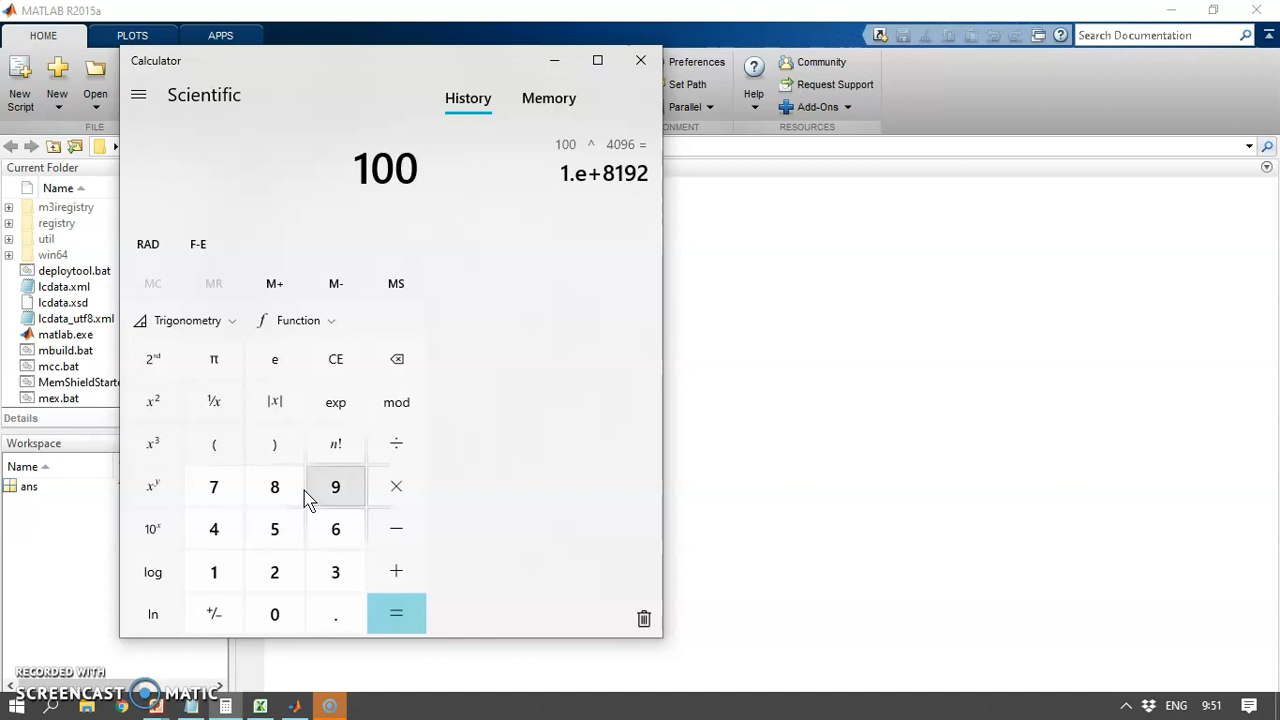 MATLAB R2015a
HOME
PLOTS
APPS
Search Documentation
New Script
New
Open
FILE
Preferences
Set Path
Parallel
Help
Community
Request Support
Add-Ons
RESOURCES
Current Folder
Name
m3iregistry
registry
util
win64
deploytool.bat
lcdata.xml
lcdata.xsd
lcdata_utf8.xml
matlab.exe
mbuild.bat
mcc.bat
mex.bat
Details
Workspace
Name
ans
Calculator
Scientific
History
Memory
100 ^ 4096 =
1.e+8192
100
RAD
F-E
MC
MR
M+
M-
MS
Trigonometry
f Function
2nd
π
e
CE
x²
¹/x
|x|
exp
mod
x³
(
)
n!
÷
xʸ
7
8
9
×
10ˣ
4
5
6
−
log
1
2
3
+
ln
+/−
0
.
=
RECORDED WITH
SCREENCAST MATIC
ENG
9:51